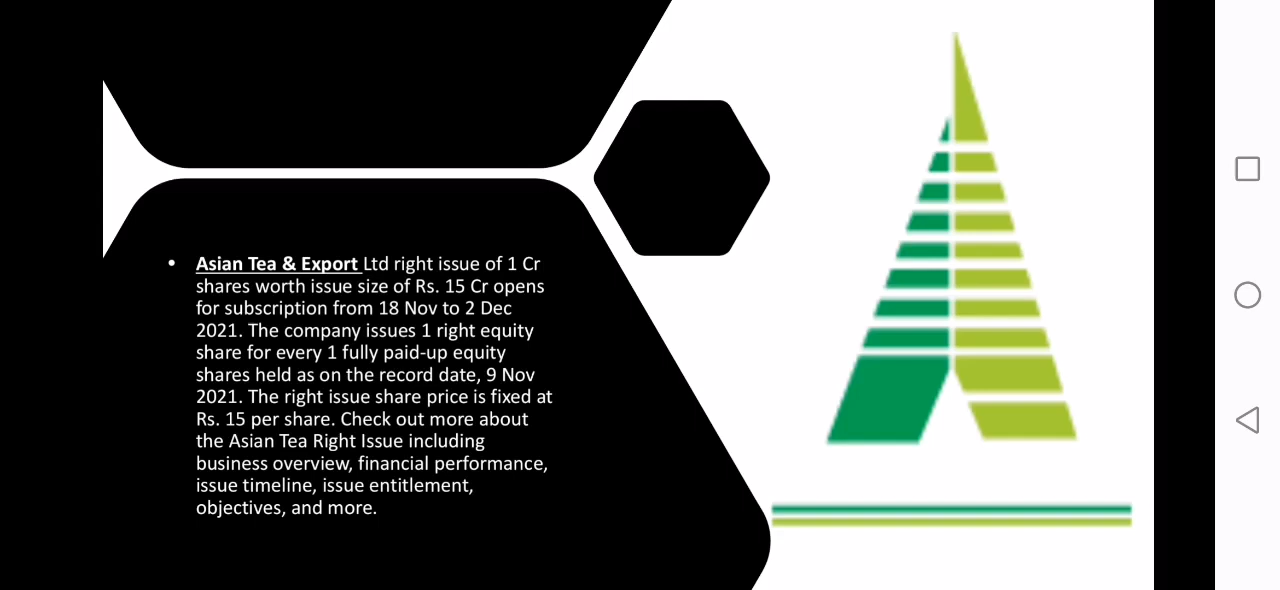 • Asian Tea & Export Ltd right issue of 1 Cr
shares worth issue size of Rs. 15 Cr opens
for subscription from 18 Nov to 2 Dec
2021. The company issues 1 right equity
share for every 1 fully paid-up equity
shares held as on the record date, 9 Nov
2021. The right issue share price is fixed at
Rs. 15 per share. Check out more about
the Asian Tea Right Issue including
business overview, financial performance,
issue timeline, issue entitlement,
objectives, and more.